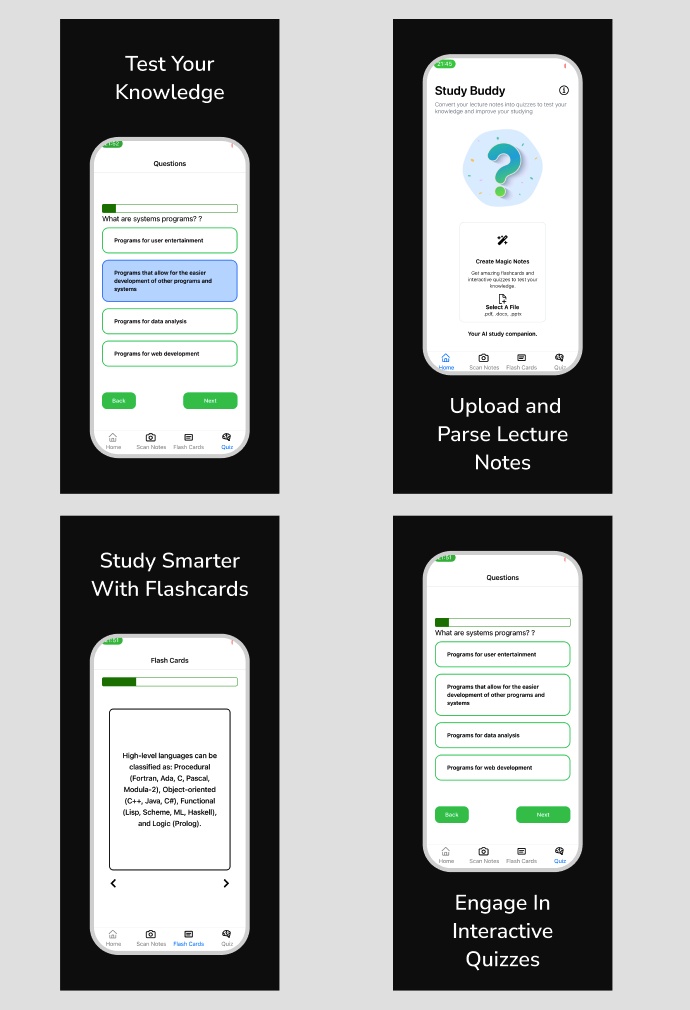 Test Your
Knowledge
Questions
What are systems programs? ?
Programs for user entertainment
Programs that allow for the easier
development of other programs and
systems
Programs for data analysis
Programs for web development
Back
Next
Home
Scan Notes
Flash Cards
Quiz
21:45
Study Buddy
Convert your lecture notes into quizzes to test your
knowledge and improve your studying
Create Magic Notes
Get amazing flashcards and
interactive quizzes to test your
knowledge.
Select A File
.pdf, .docx, .pptx
Your AI study companion.
Home
Scan Notes
Flash Cards
Quiz
Upload and
Parse Lecture
Notes
Study Smarter
With Flashcards
Flash Cards
High-level languages can be
classified as: Procedural
(Fortran, Ada, C, Pascal,
Modula-2), Object-oriented
(C++, Java, C#), Functional
(Lisp, Scheme, ML, Haskell),
and Logic (Prolog).
Home
Scan Notes
Flash Cards
Quiz
Questions
What are systems programs? ?
Programs for user entertainment
Programs that allow for the easier
development of other programs and
systems
Programs for data analysis
Programs for web development
Back
Next
Home
Scan Notes
Flash Cards
Quiz
Engage In
Interactive
Quizzes